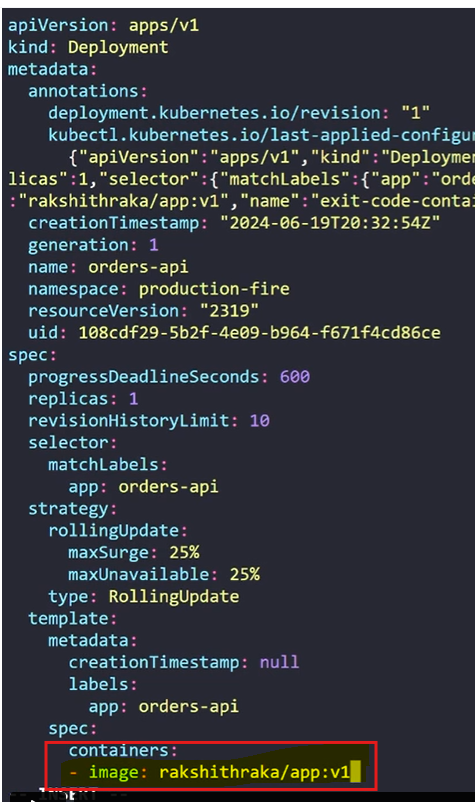 apiVersion: apps/v1
kind: Deployment
metadata:
  annotations:
    deployment.kubernetes.io/revision: "1"
    kubectl.kubernetes.io/last-applied-configur
      {"apiVersion":"apps/v1","kind":"Deployme
licas":1,"selector":{"matchLabels":{"app":"orde
:"rakshithraka/app:v1","name":"exit-code-contai
  creationTimestamp: "2024-06-19T20:32:54Z"
  generation: 1
  name: orders-api
  namespace: production-fire
  resourceVersion: "2319"
  uid: 108cdf29-5b2f-4e09-b964-f671f4cd86ce
spec:
  progressDeadlineSeconds: 600
  replicas: 1
  revisionHistoryLimit: 10
  selector:
    matchLabels:
      app: orders-api
  strategy:
    rollingUpdate:
      maxSurge: 25%
      maxUnavailable: 25%
    type: RollingUpdate
  template:
    metadata:
      creationTimestamp: null
      labels:
        app: orders-api
    spec:
      containers:
      - image: rakshithraka/app:v1
-- INSERT --